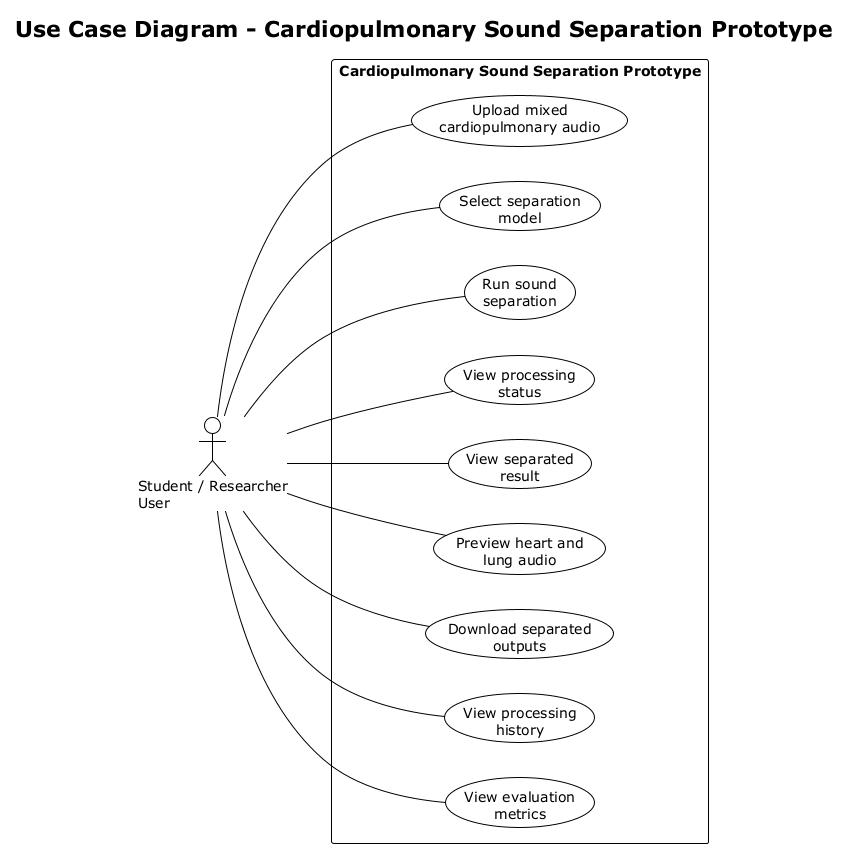 Use Case Diagram - Cardiopulmonary Sound Separation Prototype
Cardiopulmonary Sound Separation Prototype
Upload mixed
cardiopulmonary audio
Select separation
model
Run sound
separation
View processing
status
View separated
result
Student / Researcher
User
Preview heart and
lung audio
Download separated
outputs
View processing
history
View evaluation
metrics